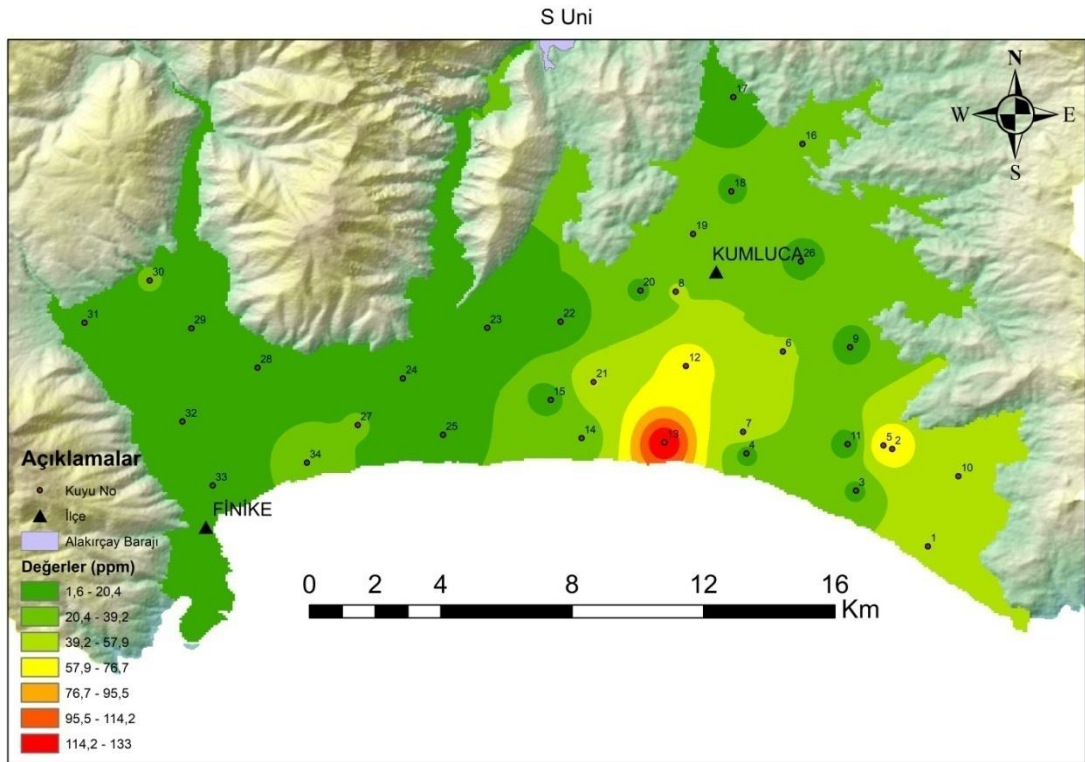 S Uni
N
W E
S
17
16
18
19
KUMLUCA
26
20
8
30
31
29
22
23
28
6
9
12
24
21
15
32
27
7
25
14
13
4
11
5
2
34
10
3
33
1
FİNİKE
Açıklamalar
Kuyu No
İlçe
Alakırçay Barajı
Değerler (ppm)
1,6 - 20,4
20,4 - 39,2
39,2 - 57,9
57,9 - 76,7
76,7 - 95,5
95,5 - 114,2
114,2 - 133
0 2 4 8 12 16
Km